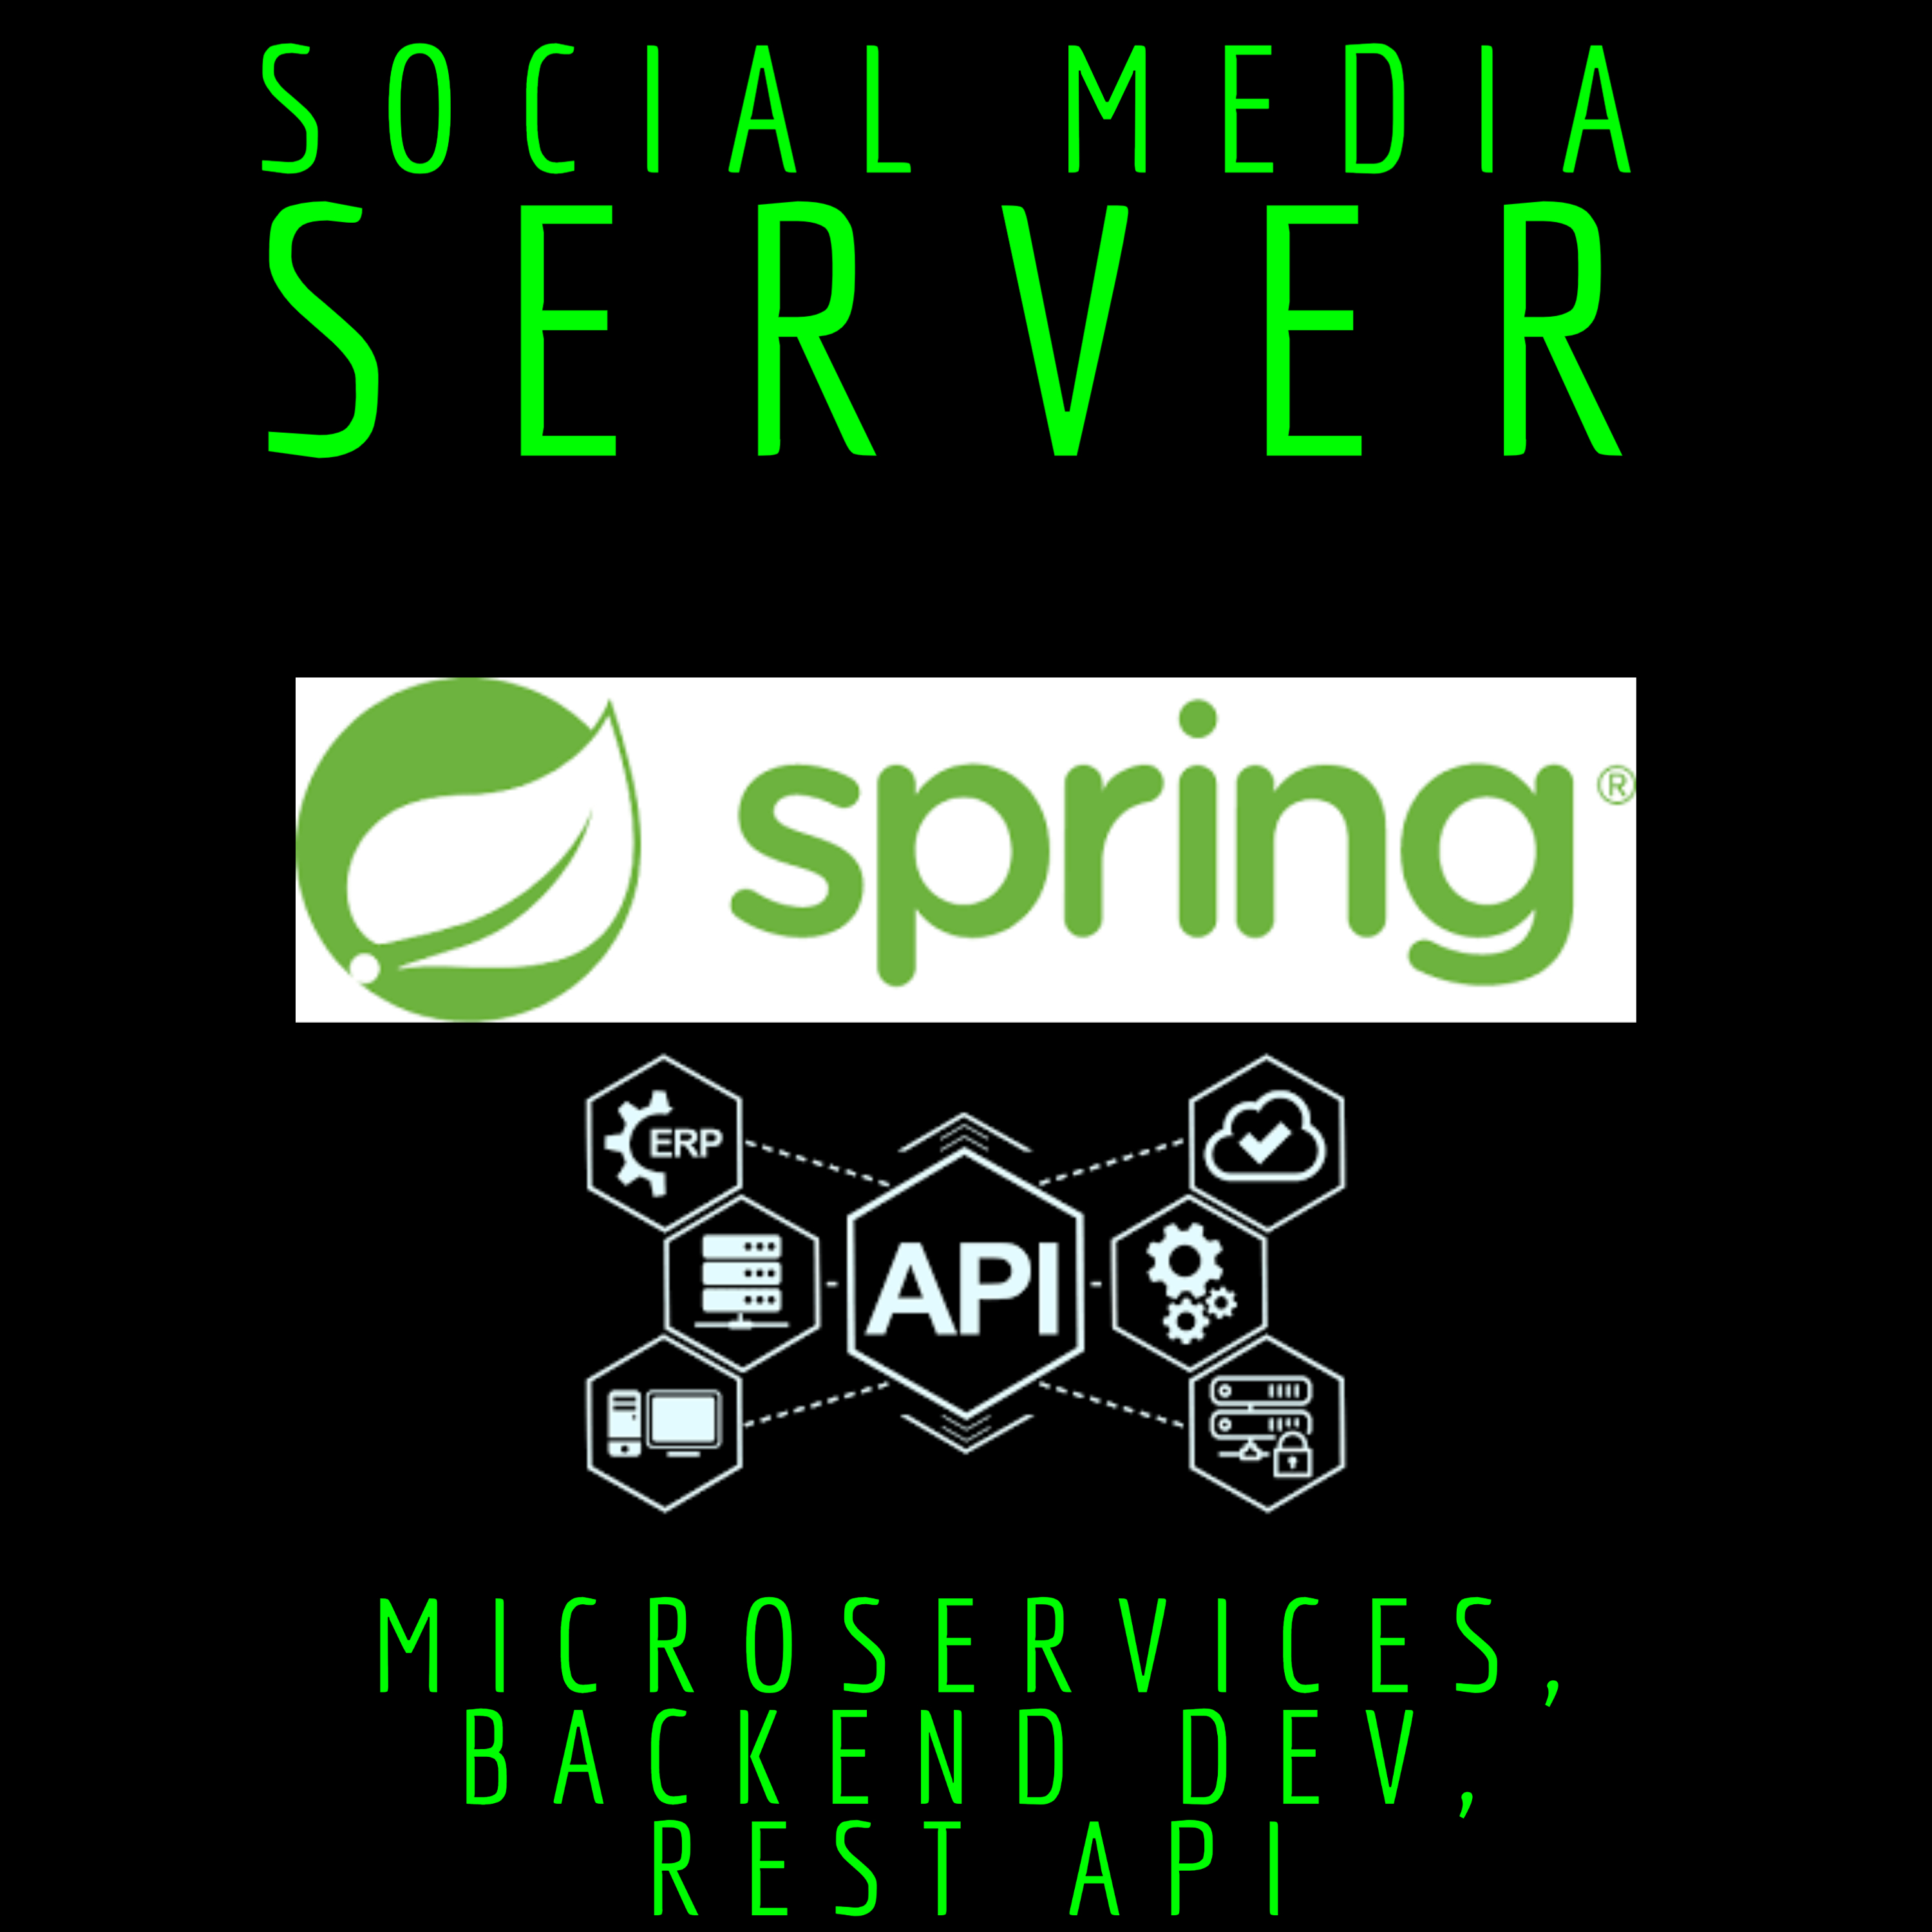 SOCIAL MEDIA
SERVER
spring®
ERP
API
MICROSERVICES,
BACKEND DEV,
REST API